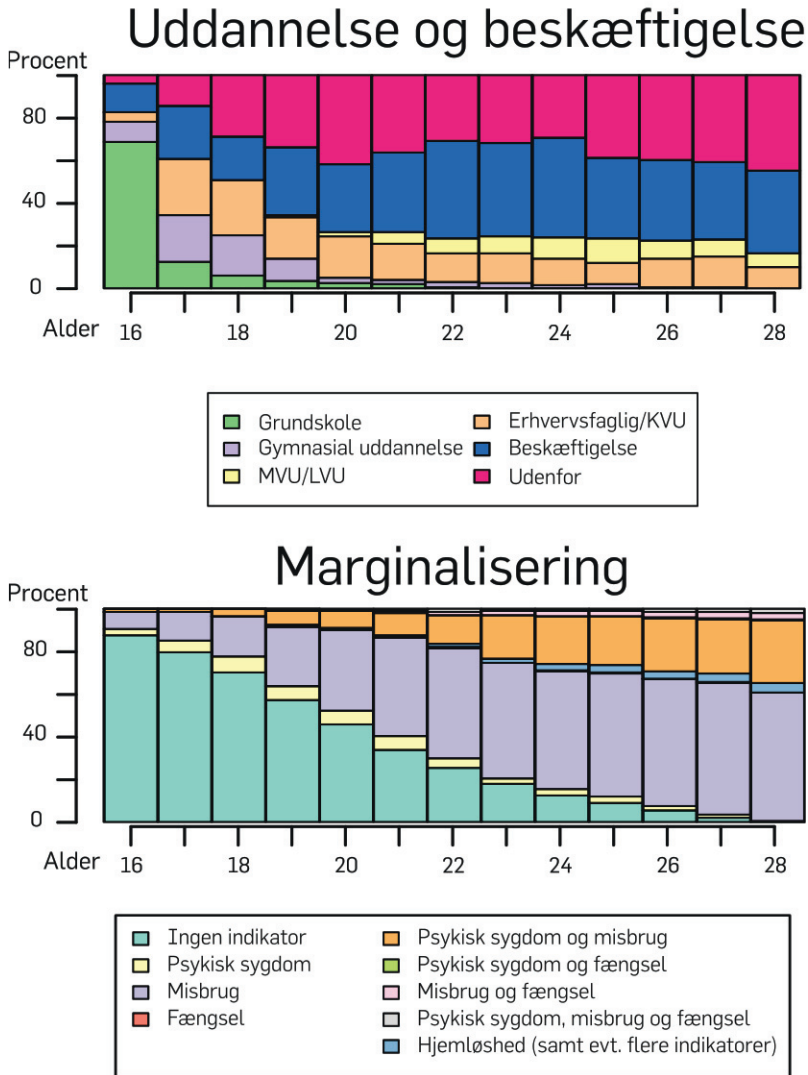 Uddannelse og beskæftigelse
Procent
80
40
0
Alder 16 18 20 22 24 26 28
Grundskole
Gymnasial uddannelse
MVU/LVU
Erhvervsfaglig/KVU
Beskæftigelse
Udenfor
Marginalisering
Procent
80
40
0
Alder 16 18 20 22 24 26 28
Ingen indikator
Psykisk sygdom
Misbrug
Fængsel
Psykisk sygdom og misbrug
Psykisk sygdom og fængsel
Misbrug og fængsel
Psykisk sygdom, misbrug og fængsel
Hjemløshed (samt evt. flere indikatorer)